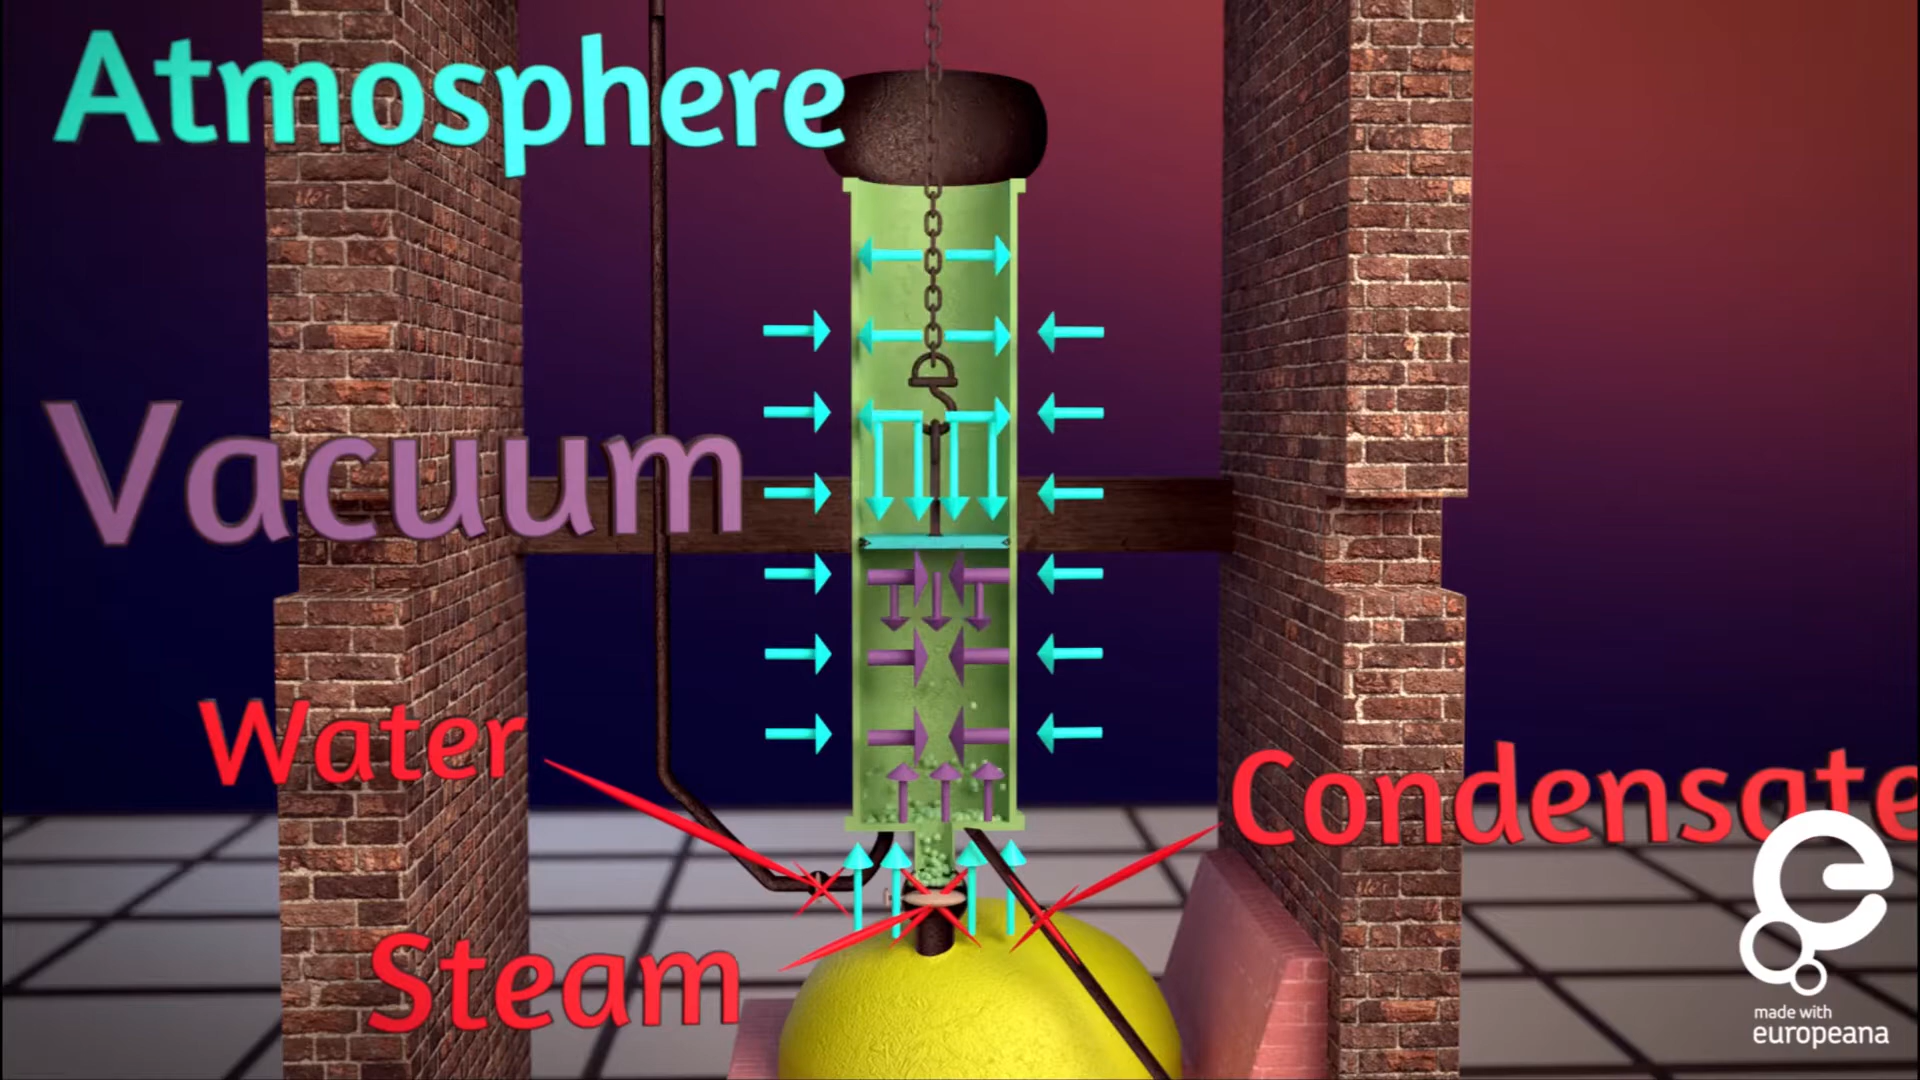 Atmosphere
Vacuum
Water
Condensate
Steam
made with
europeana